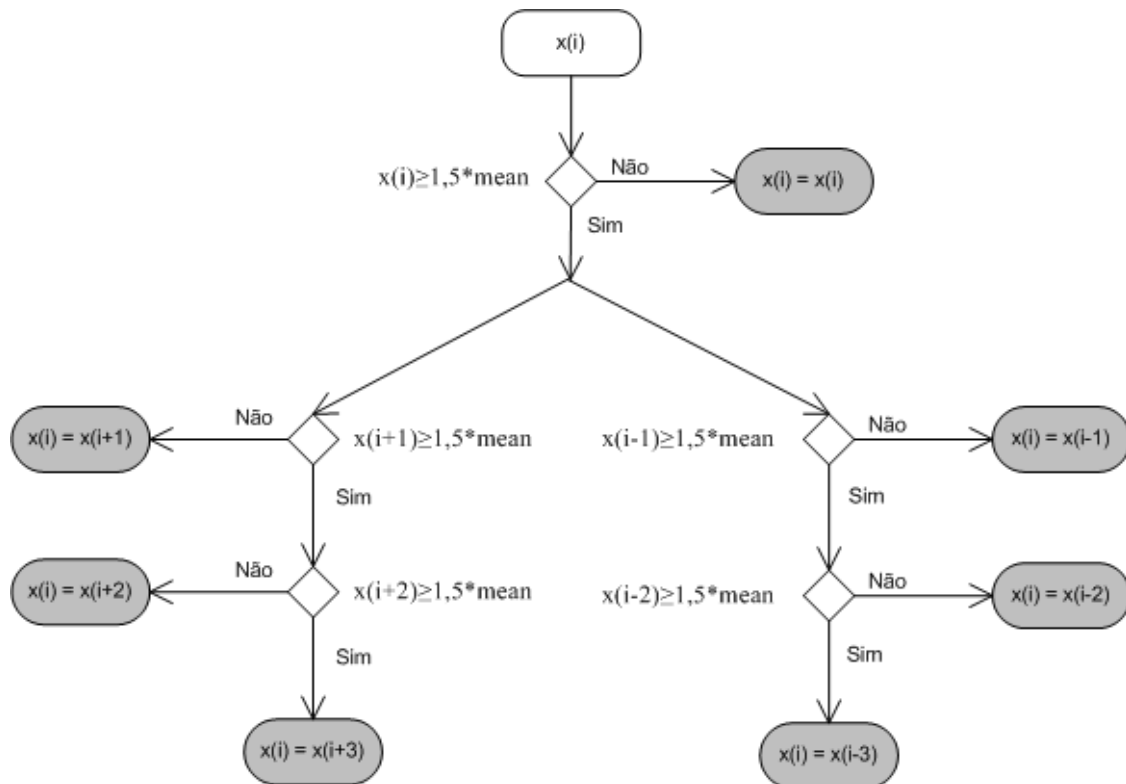 x(i)
x(i)≥1,5*mean
Não
x(i) = x(i)
Sim
x(i) = x(i+1)
Não
x(i+1)≥1,5*mean
x(i-1)≥1,5*mean
Não
x(i) = x(i-1)
Sim
Sim
x(i) = x(i+2)
Não
x(i+2)≥1,5*mean
x(i-2)≥1,5*mean
Não
x(i) = x(i-2)
Sim
Sim
x(i) = x(i+3)
x(i) = x(i-3)